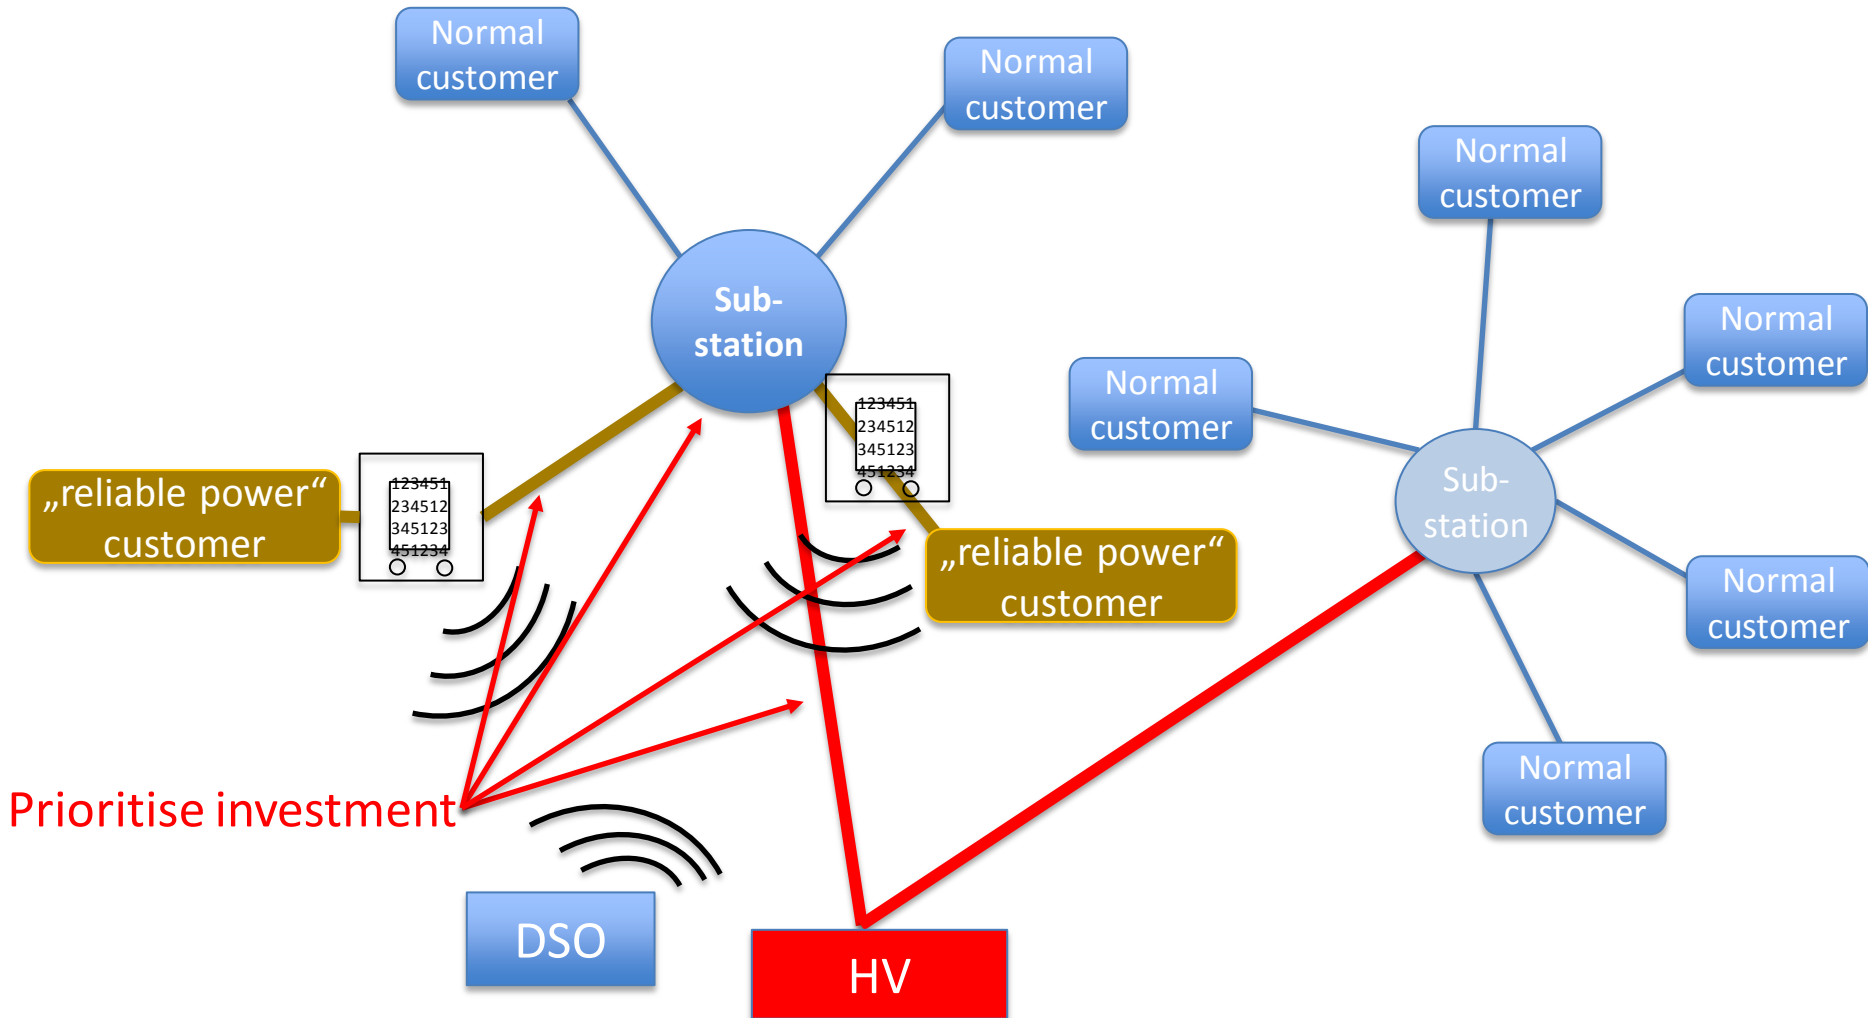 Normal
customer
Normal
customer
Normal
customer
Sub-
station
Normal
customer
Normal
customer
123451
234512
345123
451234
Sub-
station
„reliable power“
customer
123451
234512
345123
451234
„reliable power“
customer
Normal
customer
Normal
customer
Prioritise investment
DSO
HV